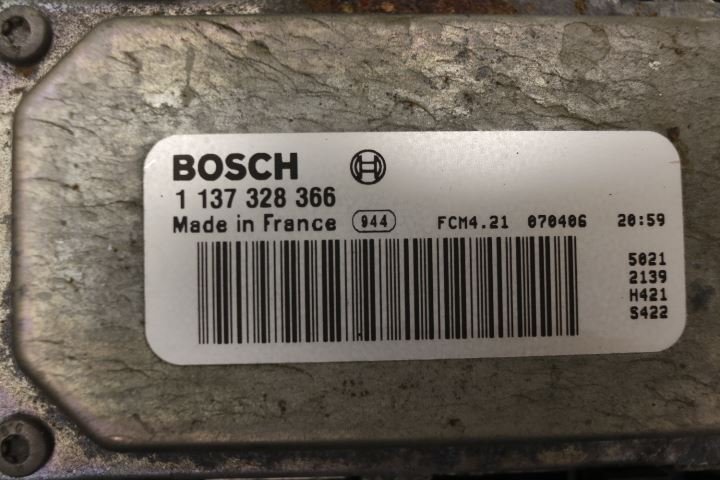 BOSCH
1 137 328 366
Made in France 944 FCM4.21 070406 20:59
5021
2139
H421
S422